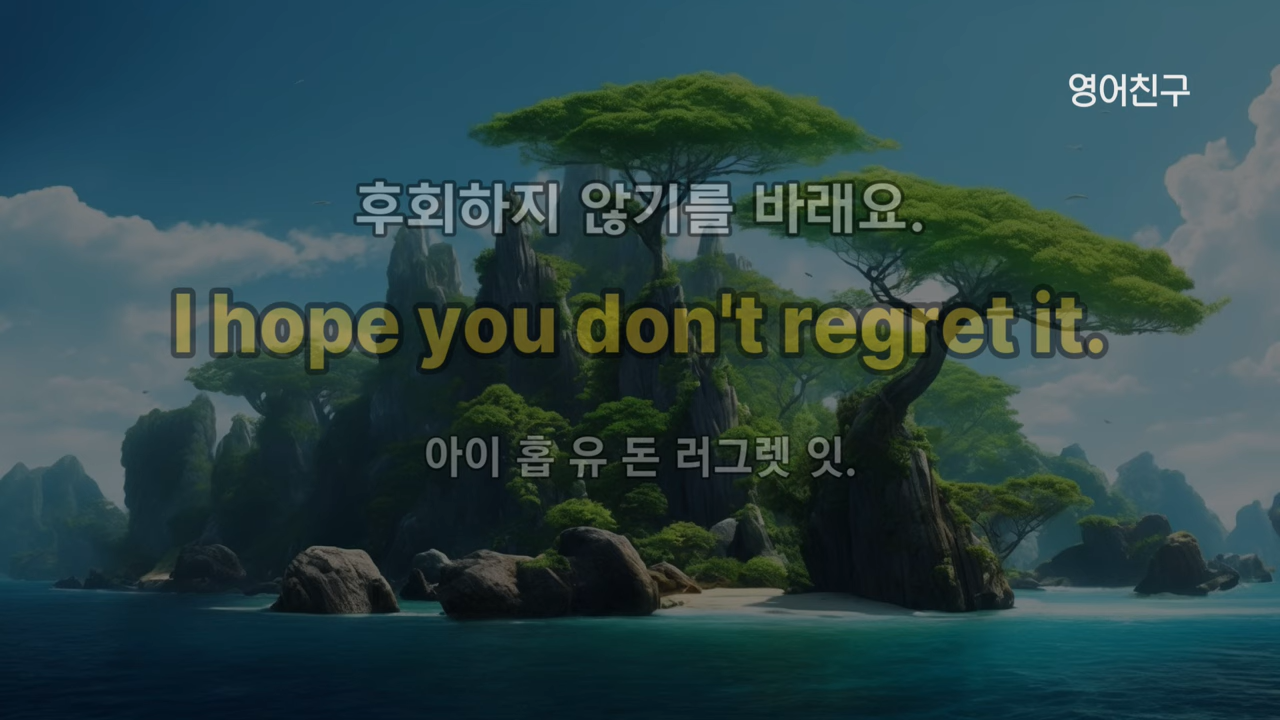 영어친구
후회하지 않기를 바래요.
I hope you don't regret it.
아이 홉 유 돈 러그렛 잇.